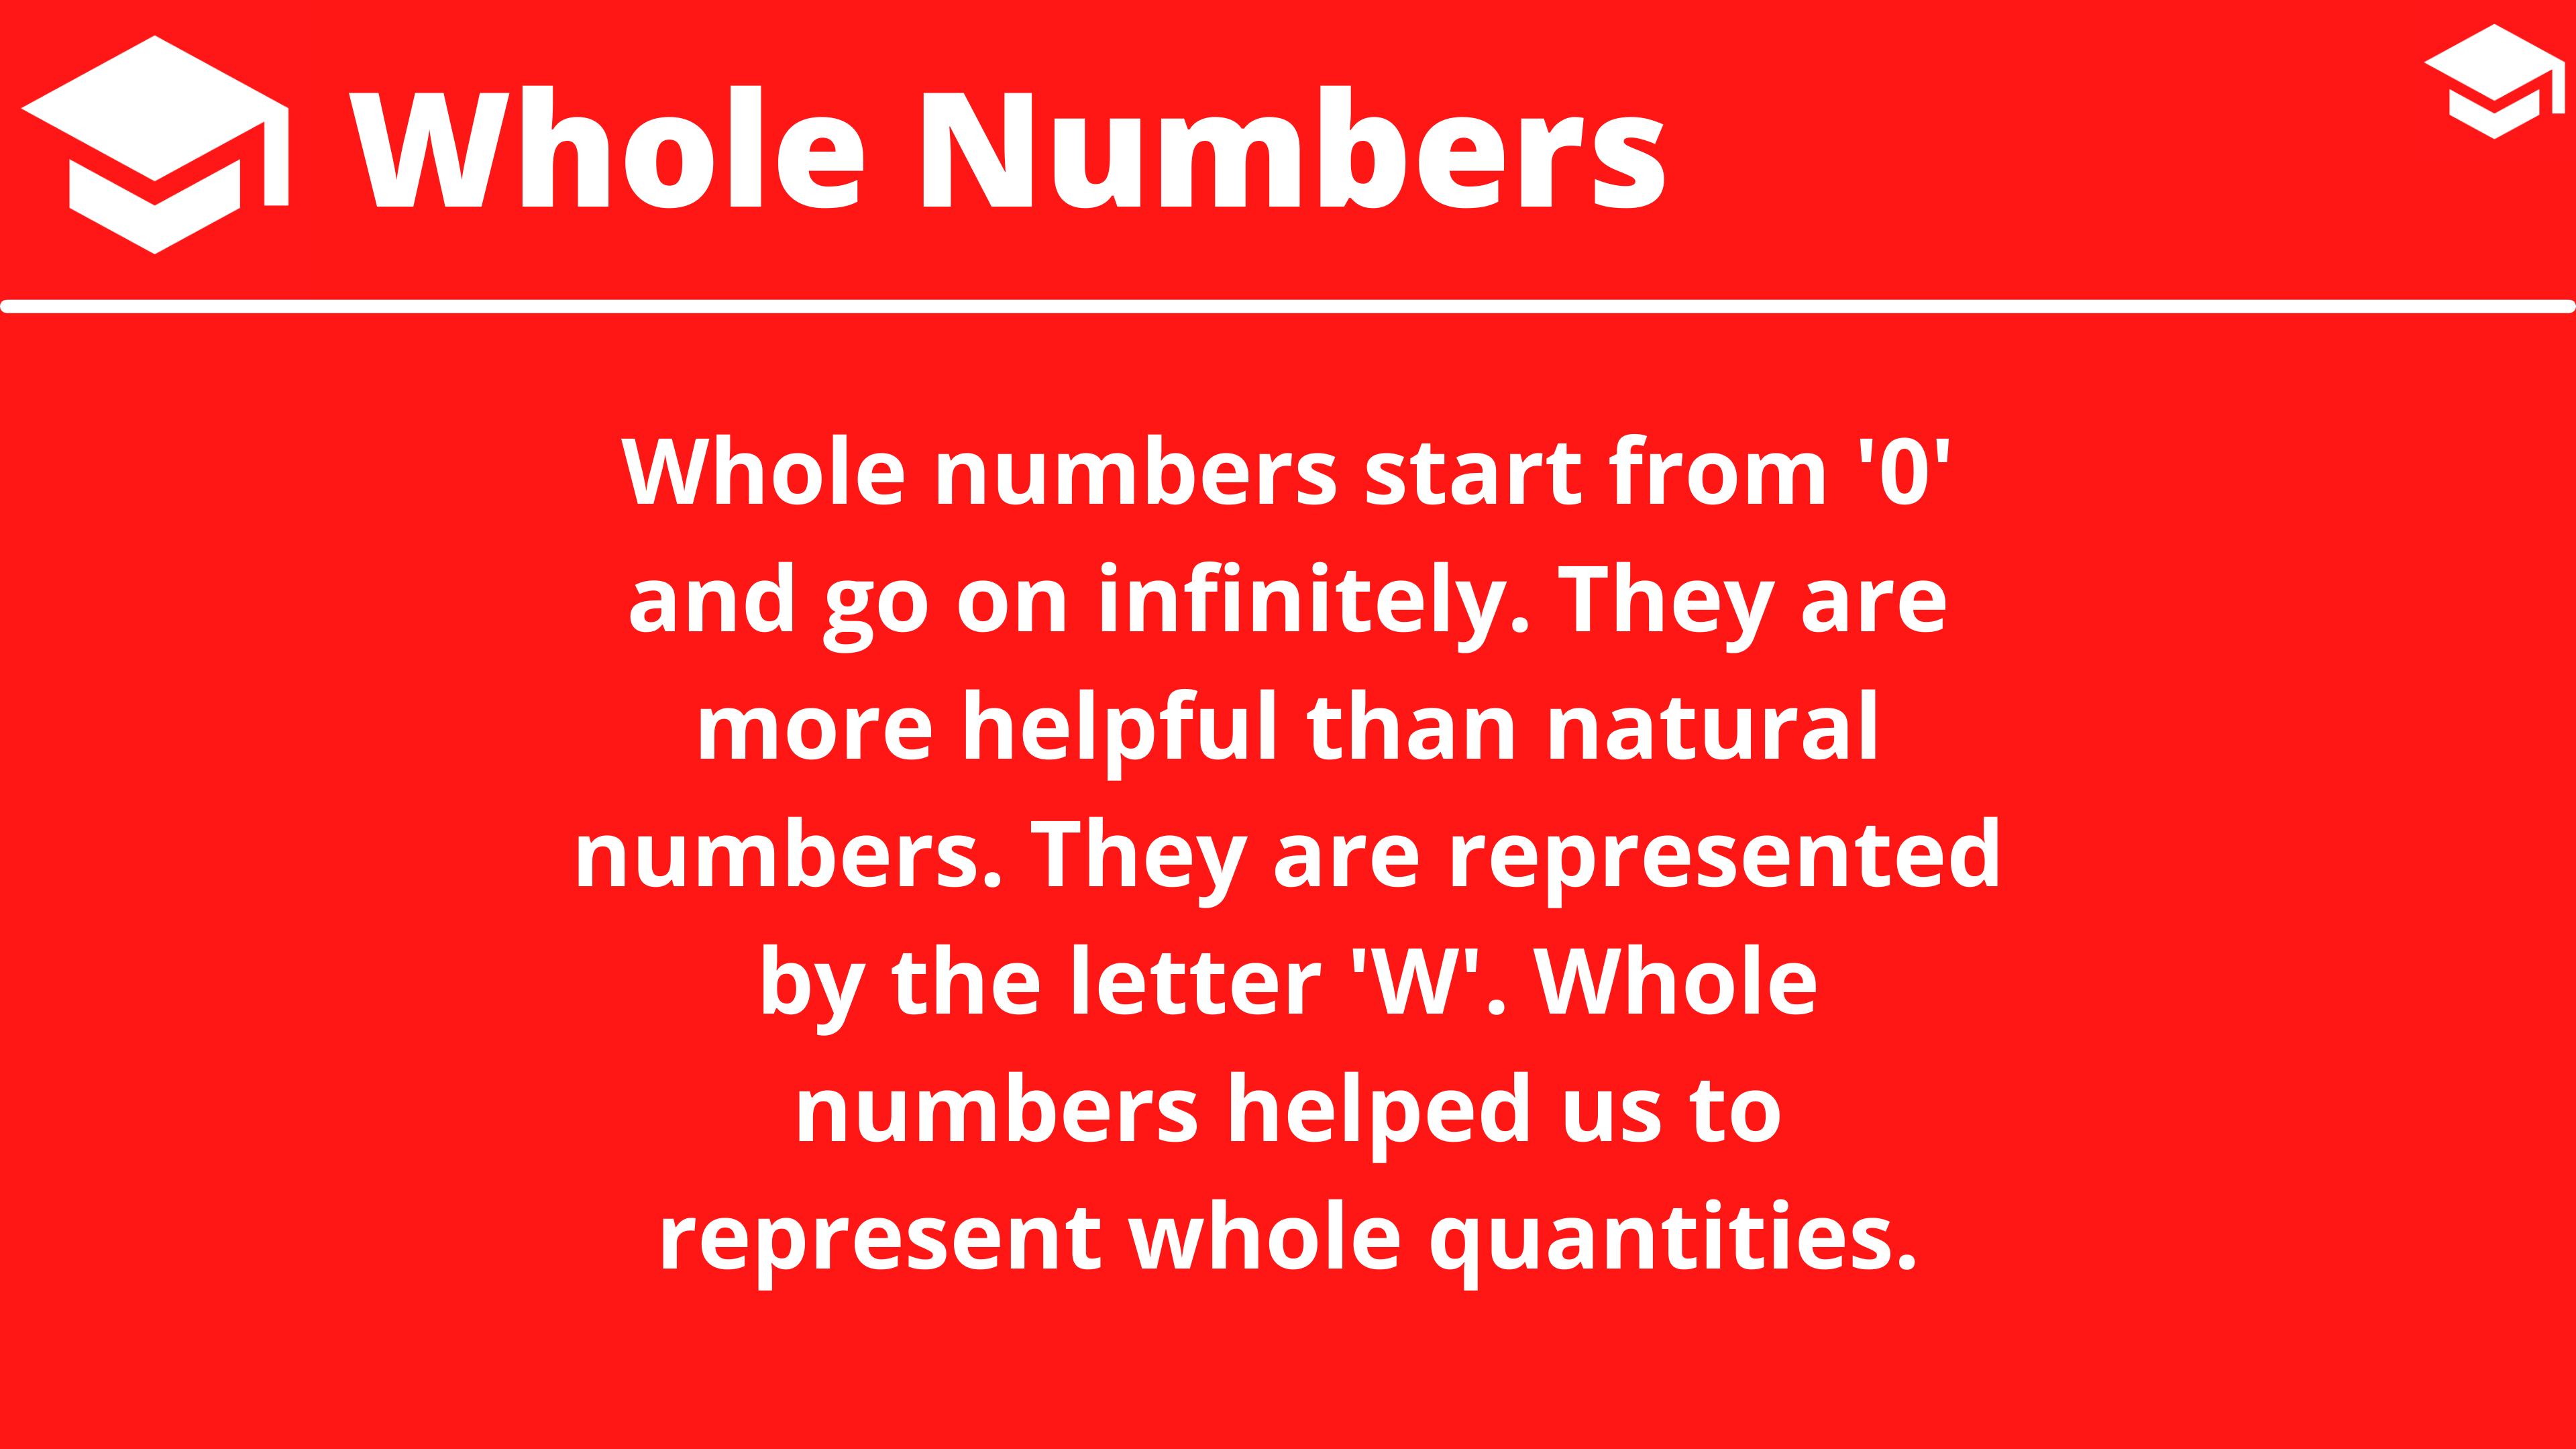 Whole Numbers
Whole numbers start from '0'
and go on infinitely. They are
more helpful than natural
numbers. They are represented
by the letter 'W'. Whole
numbers helped us to
represent whole quantities.